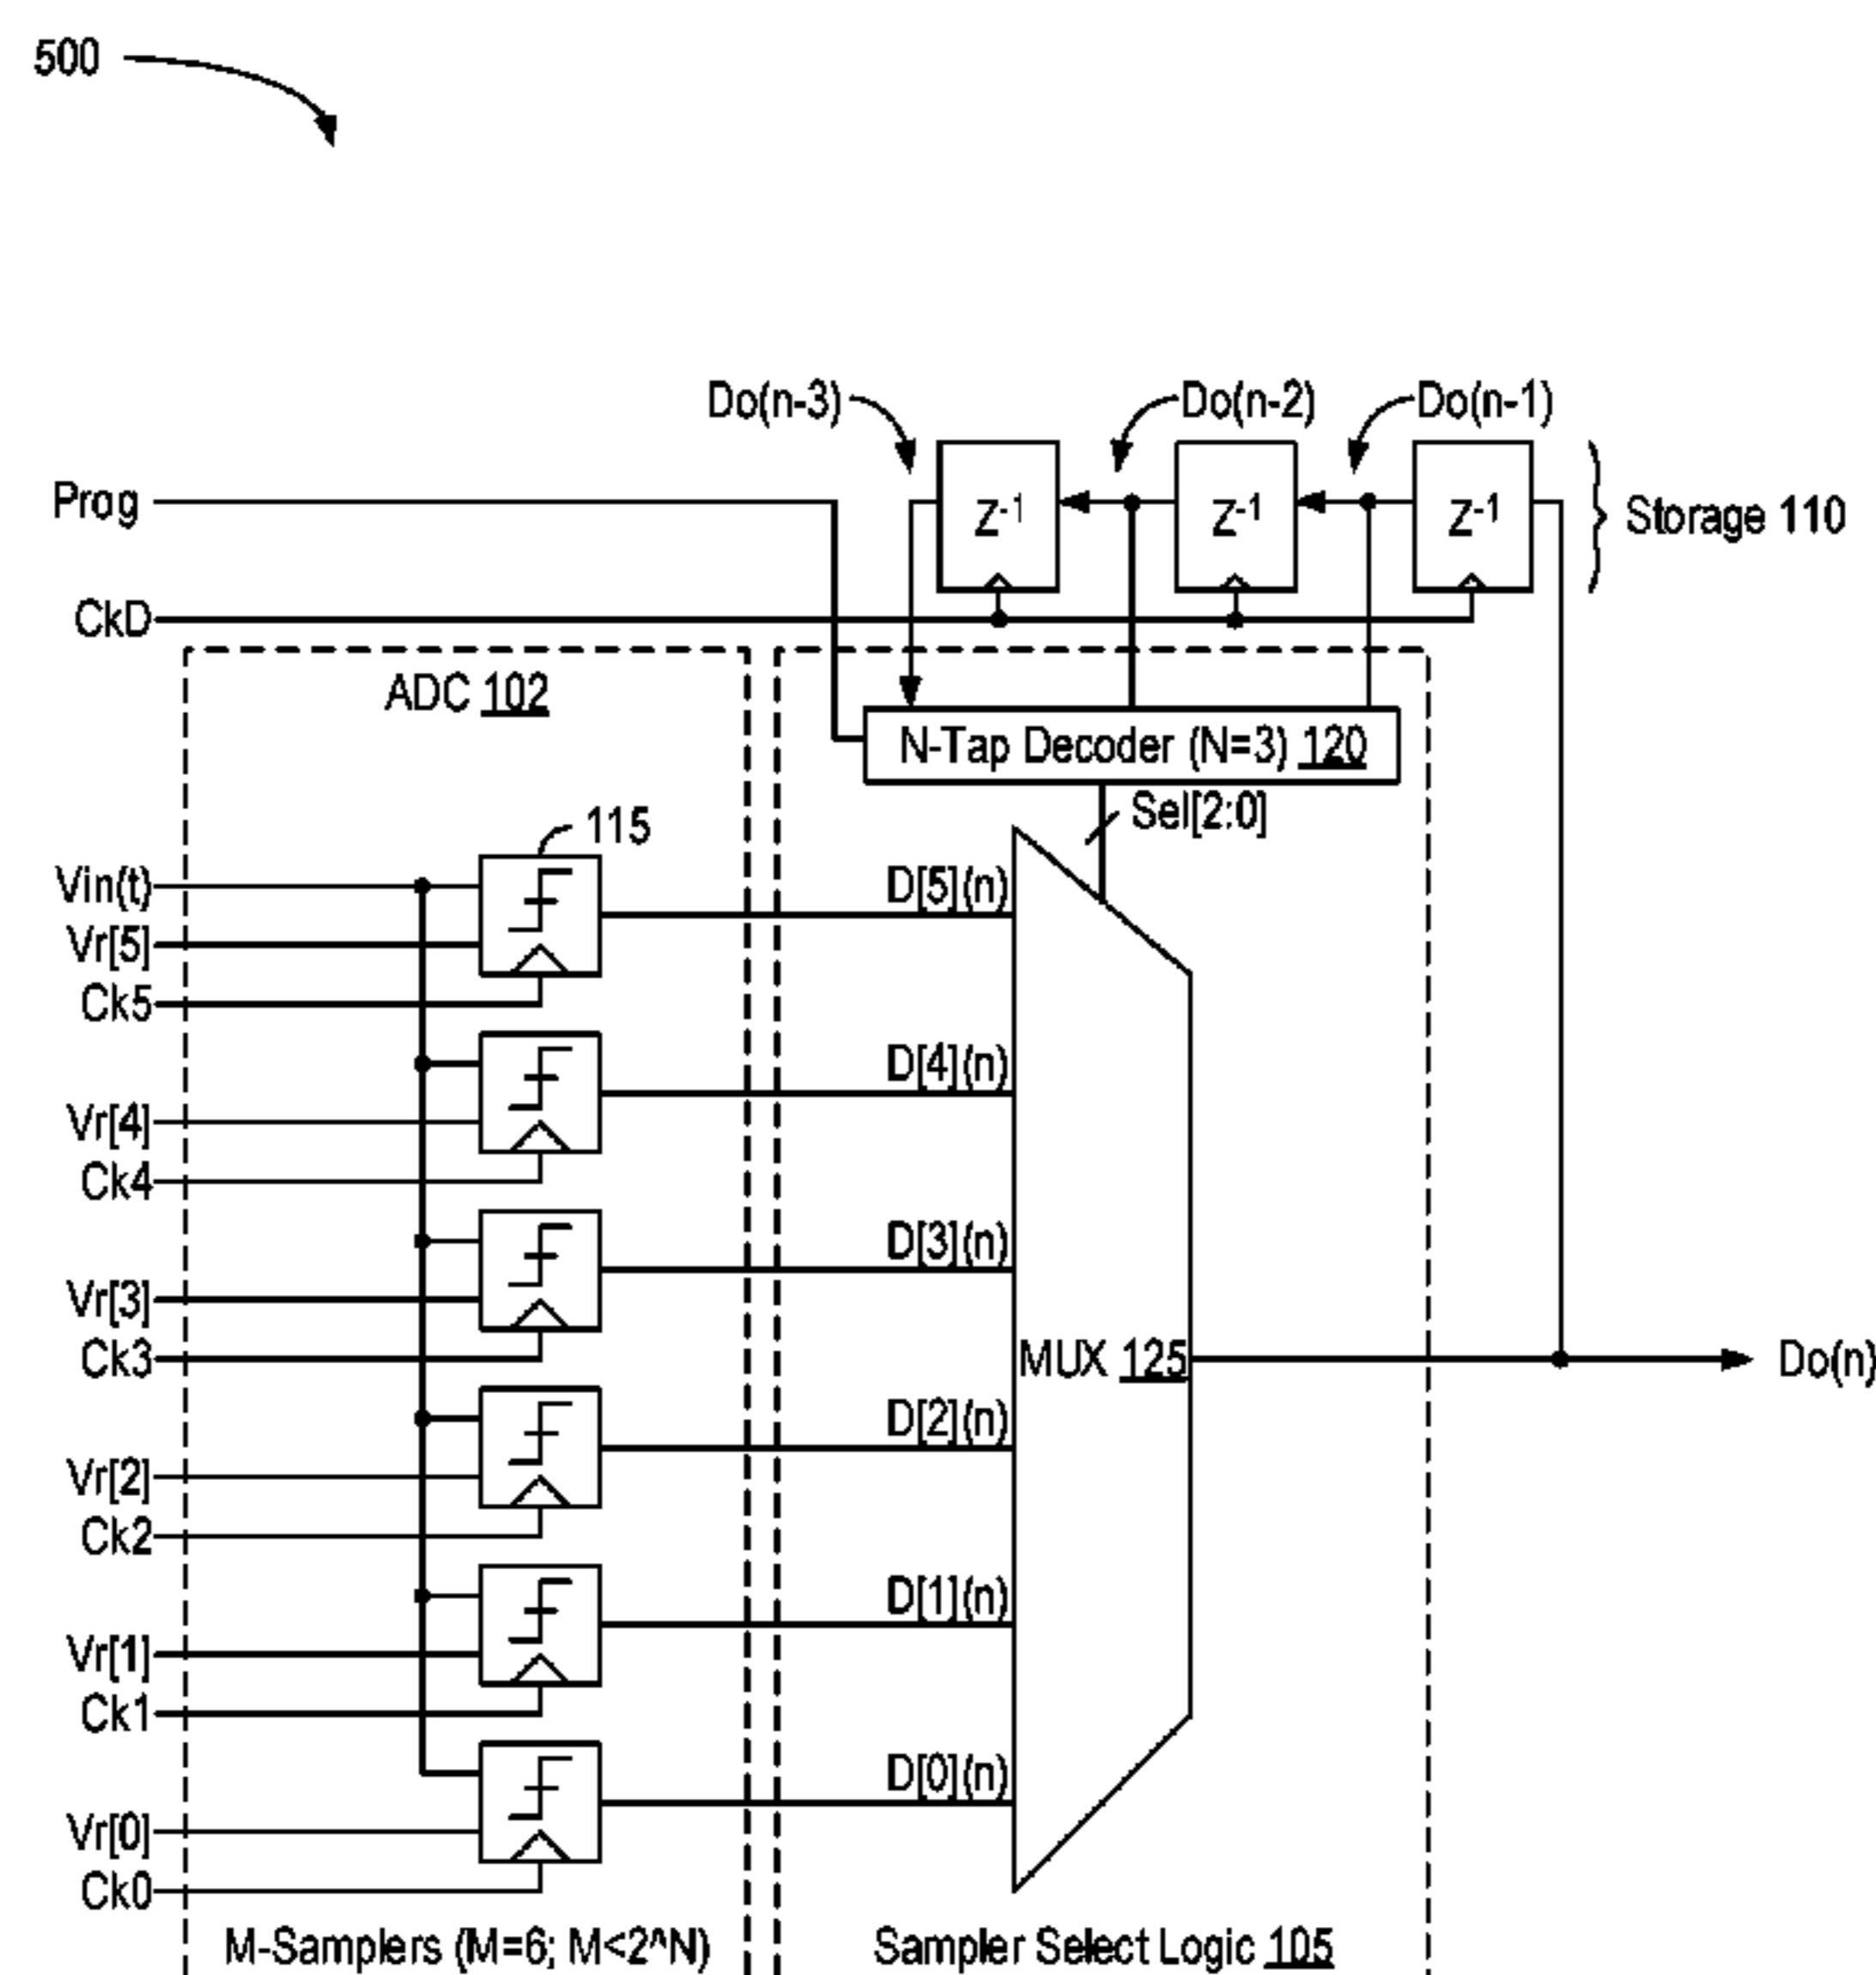 500
Do(n-3)
Do(n-2)
Do(n-1)
Prog
Z-1
Z-1
Z-1
Storage 110
CkD
ADC 102
N-Tap Decoder (N=3) 120
Sel[2:0]
115
Vin(t)
D[5](n)
Vr[5]
Ck5
D[4](n)
Vr[4]
Ck4
D[3](n)
Vr[3]
Ck3
MUX 125
Do(n)
D[2](n)
Vr[2]
Ck2
D[1](n)
Vr[1]
Ck1
D[0](n)
Vr[0]
Ck0
M-Samplers (M=6; M<2^N)
Sampler Select Logic 105